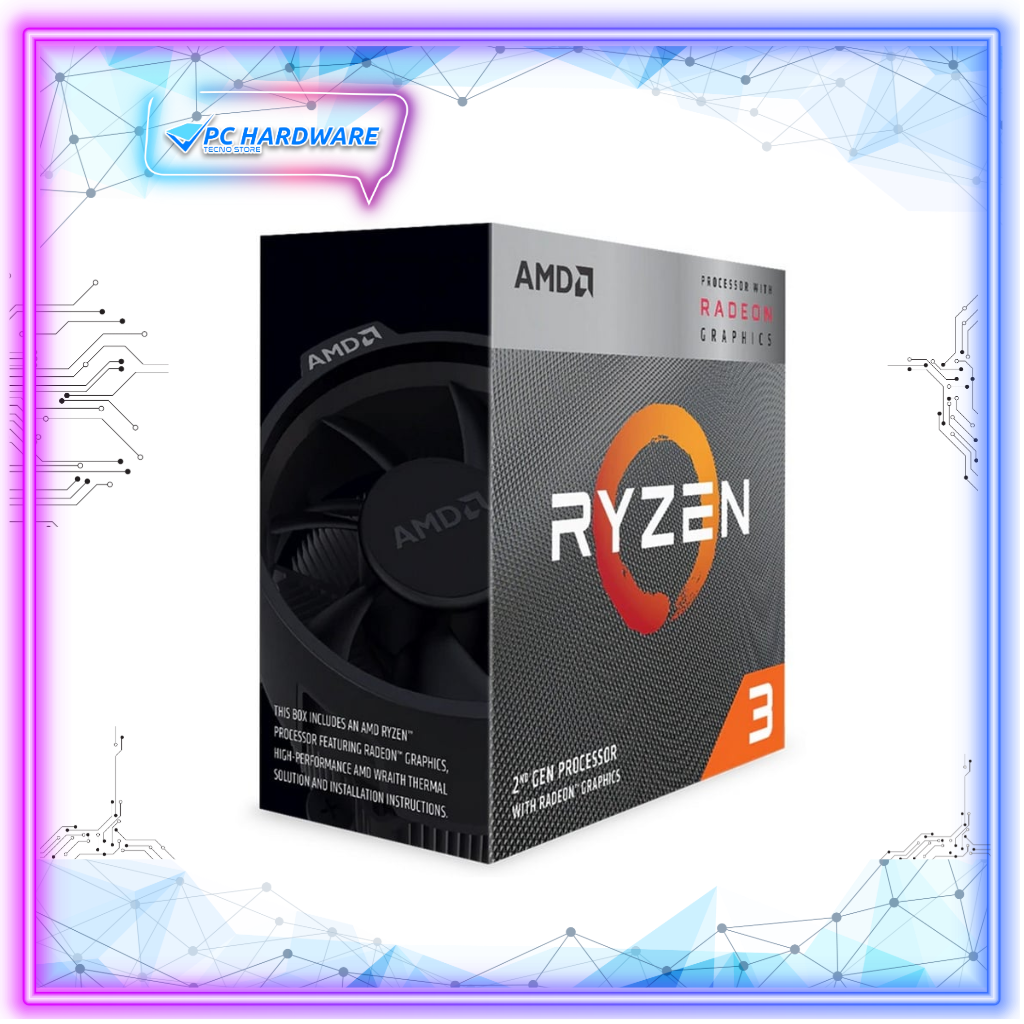 PC HARDWARE
TECNO STORE
AMD
PROCESSOR WITH
RADEON
GRAPHICS
AMD
AMD
RYZEN
3
THIS BOX INCLUDES AN AMD RYZEN™
PROCESSOR FEATURING RADEON™ GRAPHICS,
HIGH-PERFORMANCE AMD WRAITH THERMAL
SOLUTION AND INSTALLATION INSTRUCTIONS.
2ND GEN PROCESSOR
WITH RADEON™ GRAPHICS